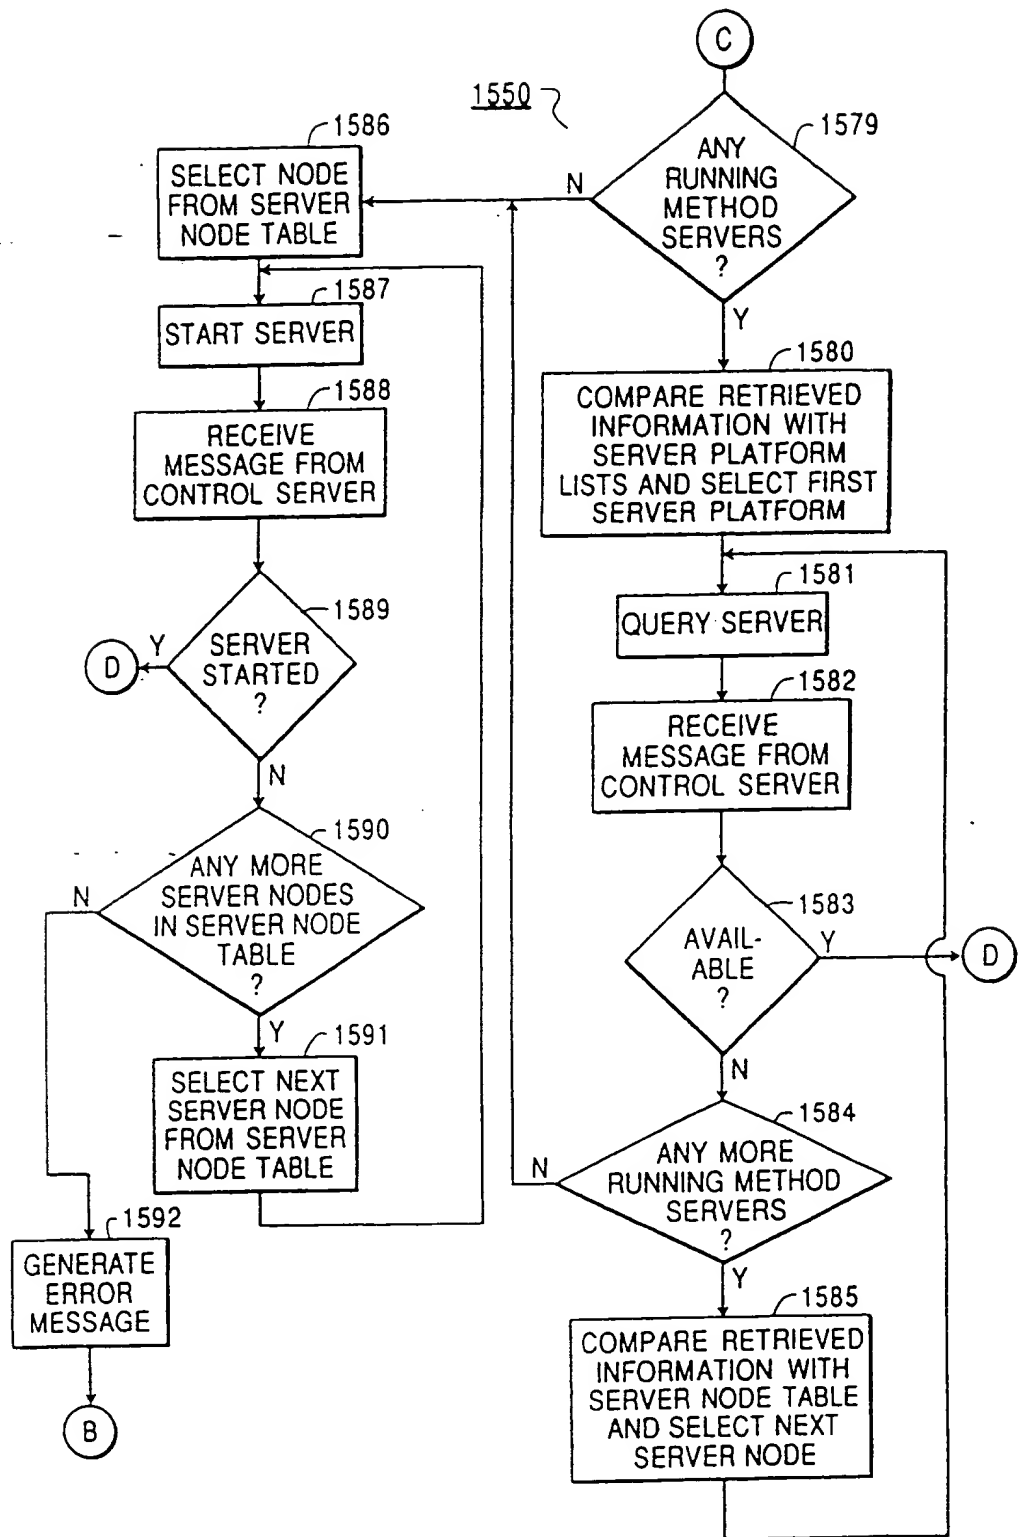 C
1550
1579
ANY
RUNNING
METHOD
SERVERS
?
N
Y
1586
SELECT NODE
FROM SERVER
NODE TABLE
1587
START SERVER
1588
RECEIVE
MESSAGE FROM
CONTROL SERVER
1589
SERVER
STARTED
?
Y
D
N
1590
ANY MORE
SERVER NODES
IN SERVER NODE
TABLE
?
N
Y
1591
SELECT NEXT
SERVER NODE
FROM SERVER
NODE TABLE
1592
GENERATE
ERROR
MESSAGE
B
1580
COMPARE RETRIEVED
INFORMATION WITH
SERVER PLATFORM
LISTS AND SELECT FIRST
SERVER PLATFORM
1581
QUERY SERVER
1582
RECEIVE
MESSAGE FROM
CONTROL SERVER
1583
AVAIL-
ABLE
?
Y
D
N
1584
ANY MORE
RUNNING METHOD
SERVERS
?
N
Y
1585
COMPARE RETRIEVED
INFORMATION WITH
SERVER NODE TABLE
AND SELECT NEXT
SERVER NODE